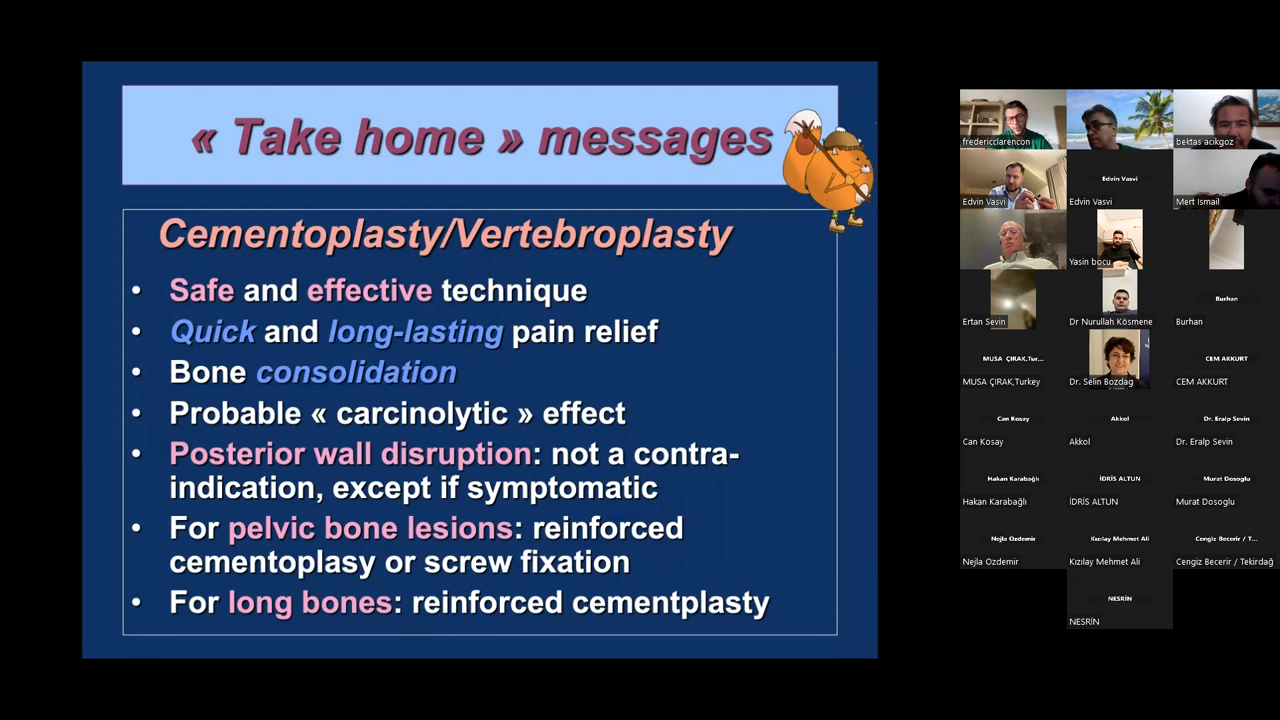 « Take home » messages
Cementoplasty/Vertebroplasty
• Safe and effective technique
• Quick and long-lasting pain relief
• Bone consolidation
• Probable « carcinolytic » effect
• Posterior wall disruption: not a contra-
indication, except if symptomatic
• For pelvic bone lesions: reinforced
cementoplasy or screw fixation
• For long bones: reinforced cementplasty
fredericclarencon
bektas acikgoz
Edvin Vasvi
Edvin Vasvi
Edvin Vasvi
Mert Ismail
Yasin bocu
Ertan Sevin
Dr Nurullah Kösmene
Burhan
Burhan
MUSA ÇIRAK,Tur...
MUSA ÇIRAK,Turkey
Dr. Selin Bozdag
CEM AKKURT
CEM AKKURT
Can Kosay
Can Kosay
Akkol
Akkol
Dr. Eralp Sevin
Dr. Eralp Sevin
Hakan Karabağlı
Hakan Karabağlı
İDRİS ALTUN
İDRİS ALTUN
Murat Dosoglu
Murat Dosoglu
Nejla Ozdemir
Nejla Ozdemir
Kızılay Mehmet Ali
Kızılay Mehmet Ali
Cengiz Becerir / T...
Cengiz Becerir / Tekirdağ
NESRİN
NESRİN